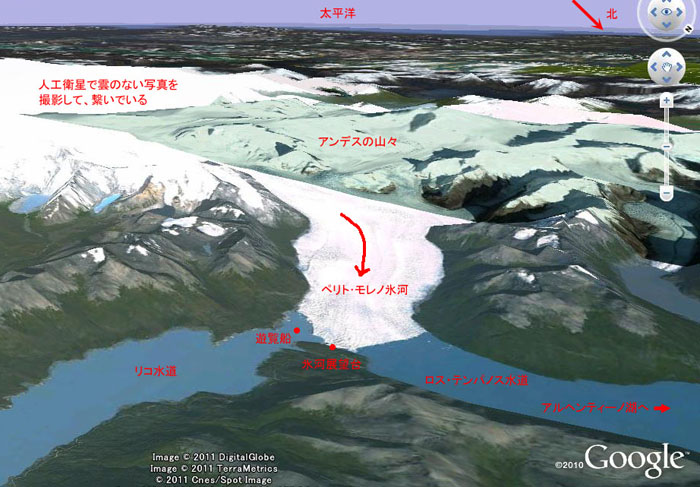 太平洋
北
人工衛星で雲のない写真を
撮影して、繋いでいる
アンデスの山々
ペリト・モレノ氷河
遊覧船
氷河展望台
リコ水道
ロス・テンパノス水道
アルヘンティーノ湖へ
Image © 2011 DigitalGlobe
Image © 2011 TerraMetrics
© 2011 Cnes/Spot Image
©2010 Google